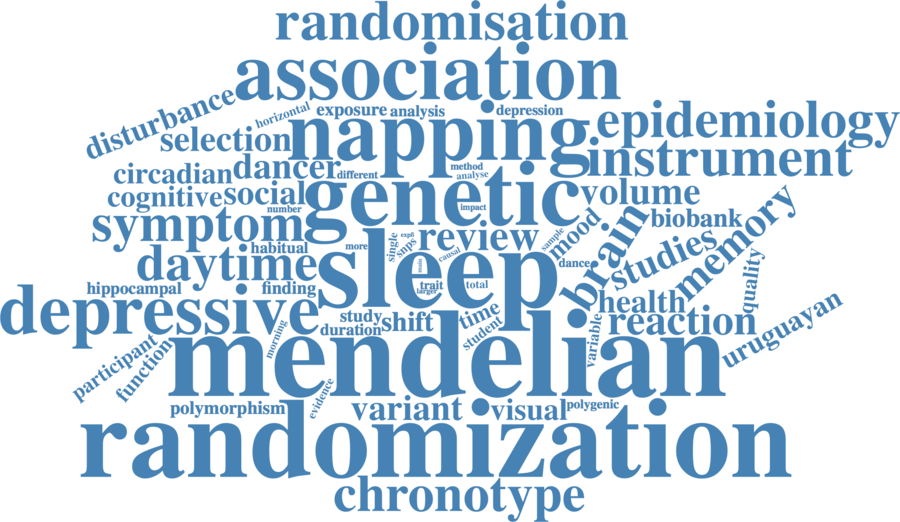 randomisation
association
disturbance
horizontal
exposure
analysis
depression
epidemiology
selection
napping
instrument
circadian
dancer
different
method
analyse
cognitive
social
genetic
volume
number
impact
symptom
habitual
more
single
snps
review
causal
sample
mood
biobank
memory
brain
studies
daytime
sleep
dance
trait
larger
total
quality
hippocampal
finding
health
depressive
study
duration
shift
time
student
reaction
variable
uruguayan
morning
mendelian
participant
function
evidence
polymorphism
variant
visual
polygenic
randomization
chronotype